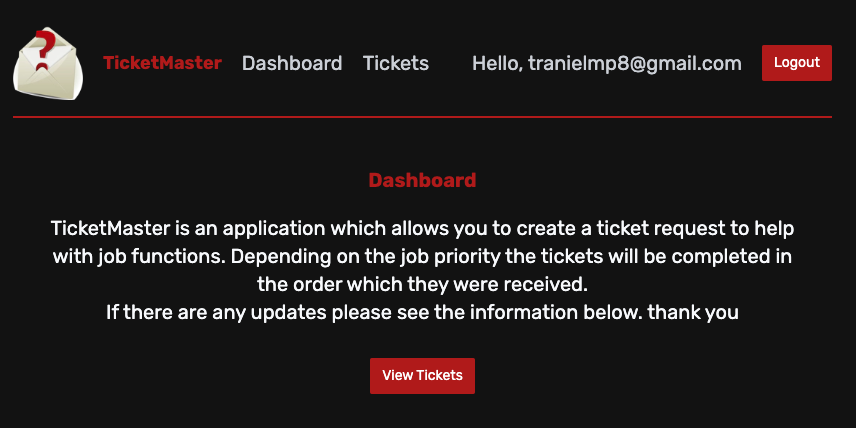 ?
TicketMaster Dashboard Tickets Hello, tranielmp8@gmail.com Logout
Dashboard
TicketMaster is an application which allows you to create a ticket request to help
with job functions. Depending on the job priority the tickets will be completed in
the order which they were received.
If there are any updates please see the information below. thank you
View Tickets